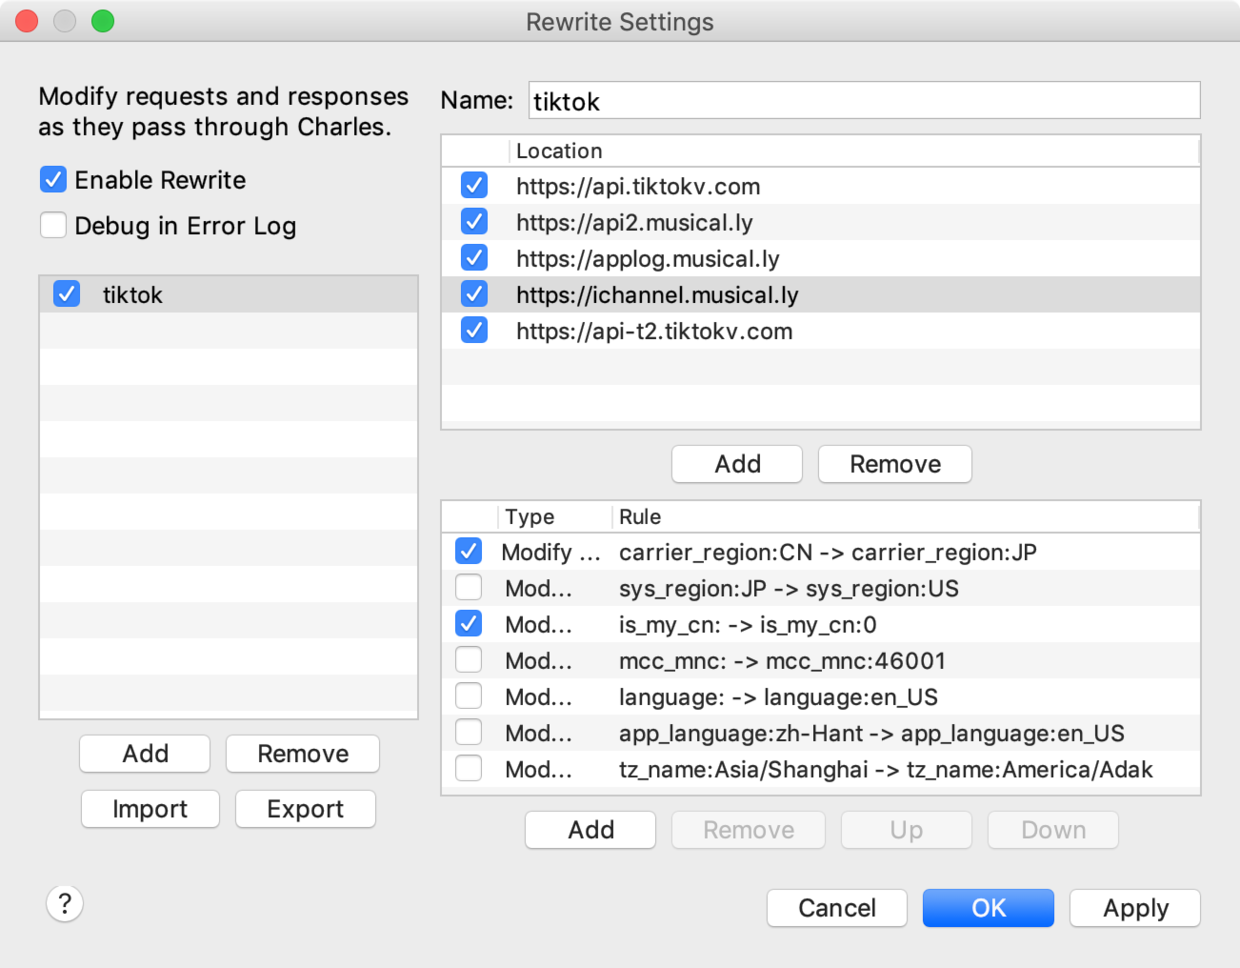 Rewrite Settings
Modify requests and responses
as they pass through Charles.
Enable Rewrite
Debug in Error Log
tiktok
Add Remove
Import Export
?
Name: tiktok
Location
https://api.tiktokv.com
https://api2.musical.ly
https://applog.musical.ly
https://ichannel.musical.ly
https://api-t2.tiktokv.com
Add Remove
Type Rule
Modify ... carrier_region:CN -> carrier_region:JP
Mod... sys_region:JP -> sys_region:US
Mod... is_my_cn: -> is_my_cn:0
Mod... mcc_mnc: -> mcc_mnc:46001
Mod... language: -> language:en_US
Mod... app_language:zh-Hant -> app_language:en_US
Mod... tz_name:Asia/Shanghai -> tz_name:America/Adak
Add Remove Up Down
Cancel OK Apply